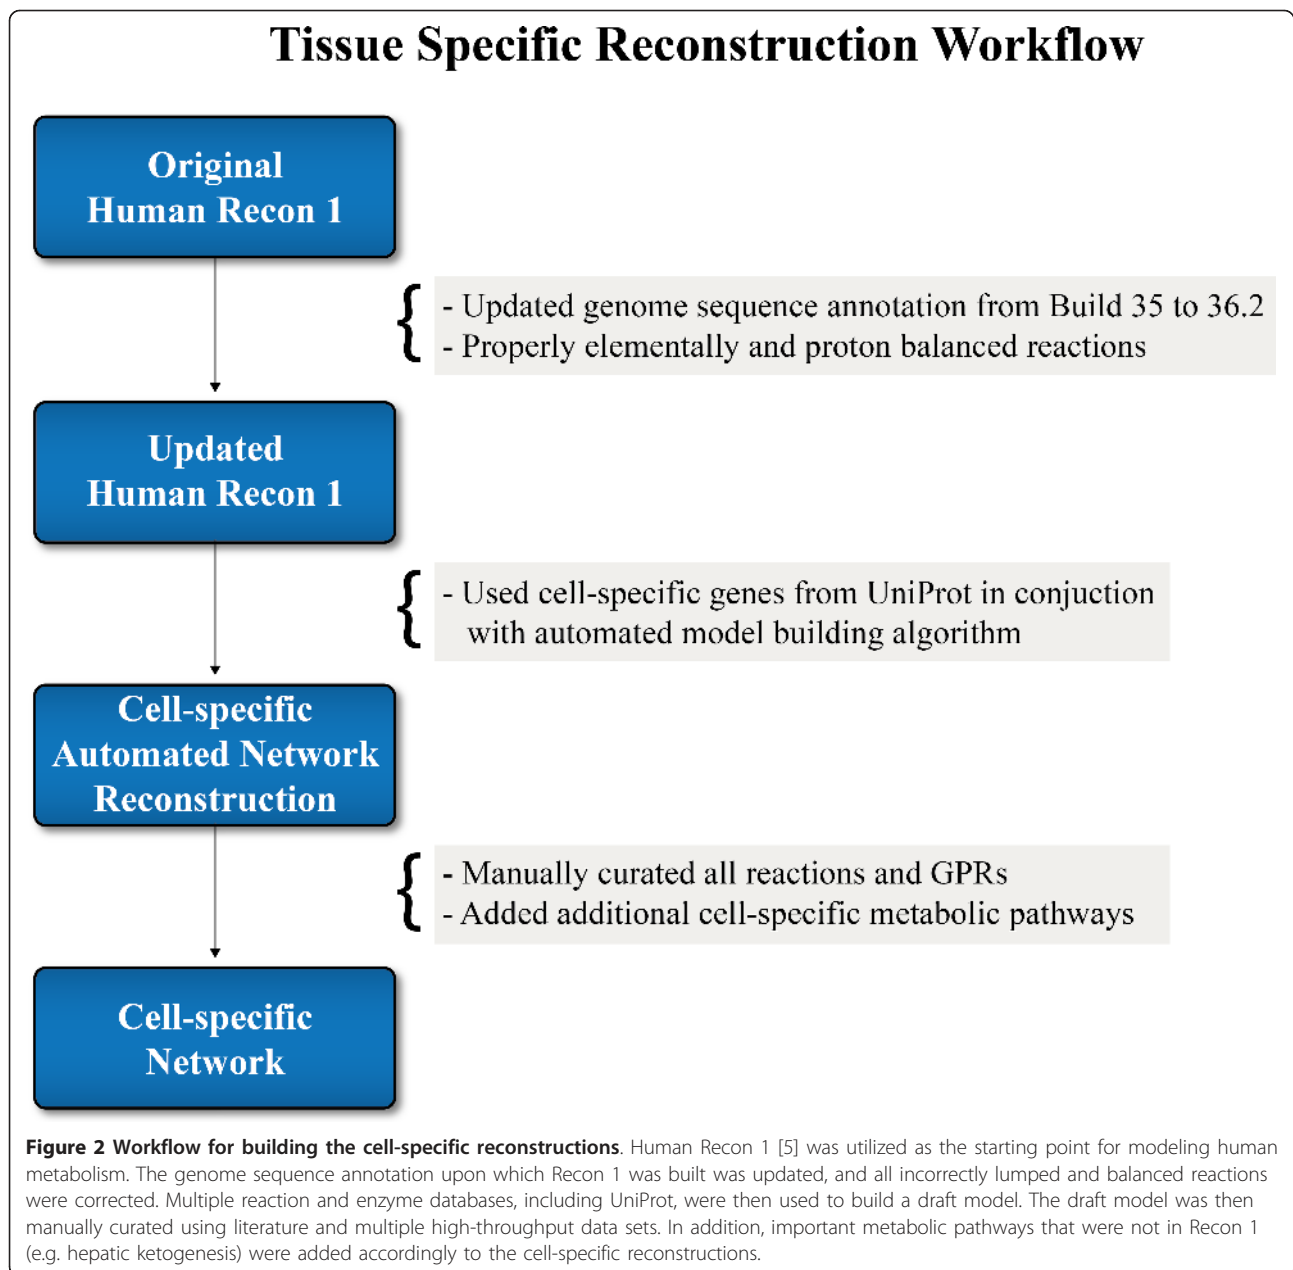 Tissue Specific Reconstruction Workflow
Original
Human Recon 1
- Updated genome sequence annotation from Build 35 to 36.2
- Properly elementally and proton balanced reactions
Updated
Human Recon 1
- Used cell-specific genes from UniProt in conjuction
with automated model building algorithm
Cell-specific
Automated Network
Reconstruction
- Manually curated all reactions and GPRs
- Added additional cell-specific metabolic pathways
Cell-specific
Network
Figure 2 Workflow for building the cell-specific reconstructions. Human Recon 1 [5] was utilized as the starting point for modeling human
metabolism. The genome sequence annotation upon which Recon 1 was built was updated, and all incorrectly lumped and balanced reactions
were corrected. Multiple reaction and enzyme databases, including UniProt, were then used to build a draft model. The draft model was then
manually curated using literature and multiple high-throughput data sets. In addition, important metabolic pathways that were not in Recon 1
(e.g. hepatic ketogenesis) were added accordingly to the cell-specific reconstructions.